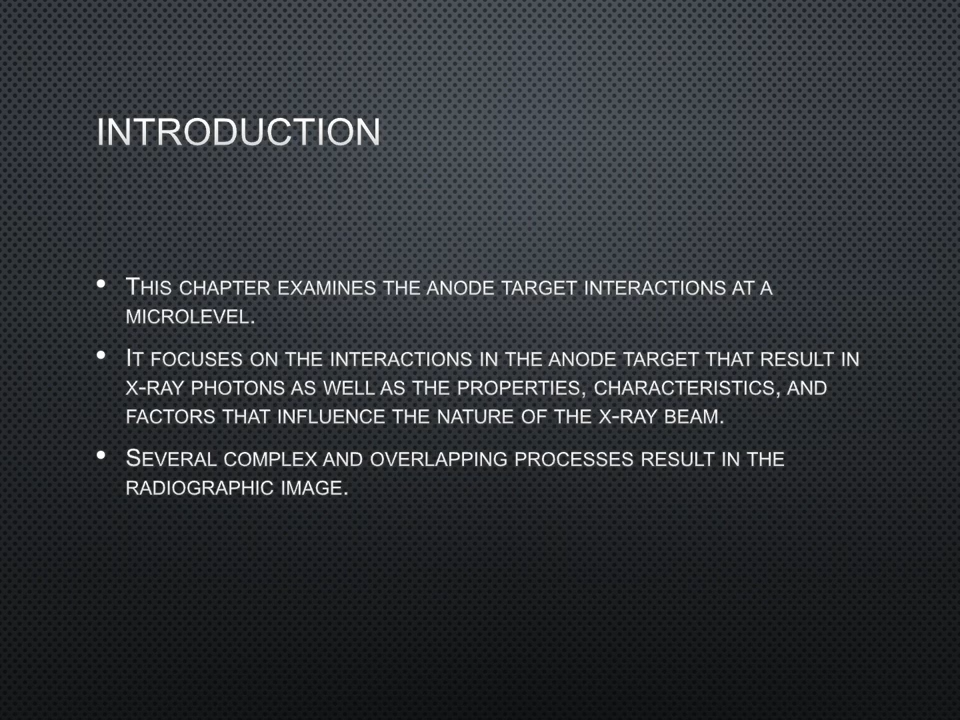 INTRODUCTION
• THIS CHAPTER EXAMINES THE ANODE TARGET INTERACTIONS AT A
MICROLEVEL.
• IT FOCUSES ON THE INTERACTIONS IN THE ANODE TARGET THAT RESULT IN
X-RAY PHOTONS AS WELL AS THE PROPERTIES, CHARACTERISTICS, AND
FACTORS THAT INFLUENCE THE NATURE OF THE X-RAY BEAM.
• SEVERAL COMPLEX AND OVERLAPPING PROCESSES RESULT IN THE
RADIOGRAPHIC IMAGE.